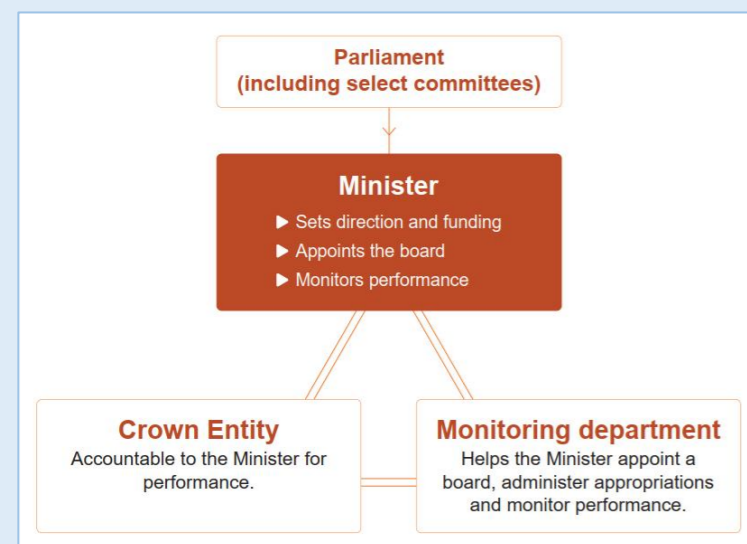 Parliament
(including select committees)
Minister
Sets direction and funding
Appoints the board
Monitors performance
Crown Entity
Accountable to the Minister for
performance.
Monitoring department
Helps the Minister appoint a
board, administer appropriations
and monitor performance.